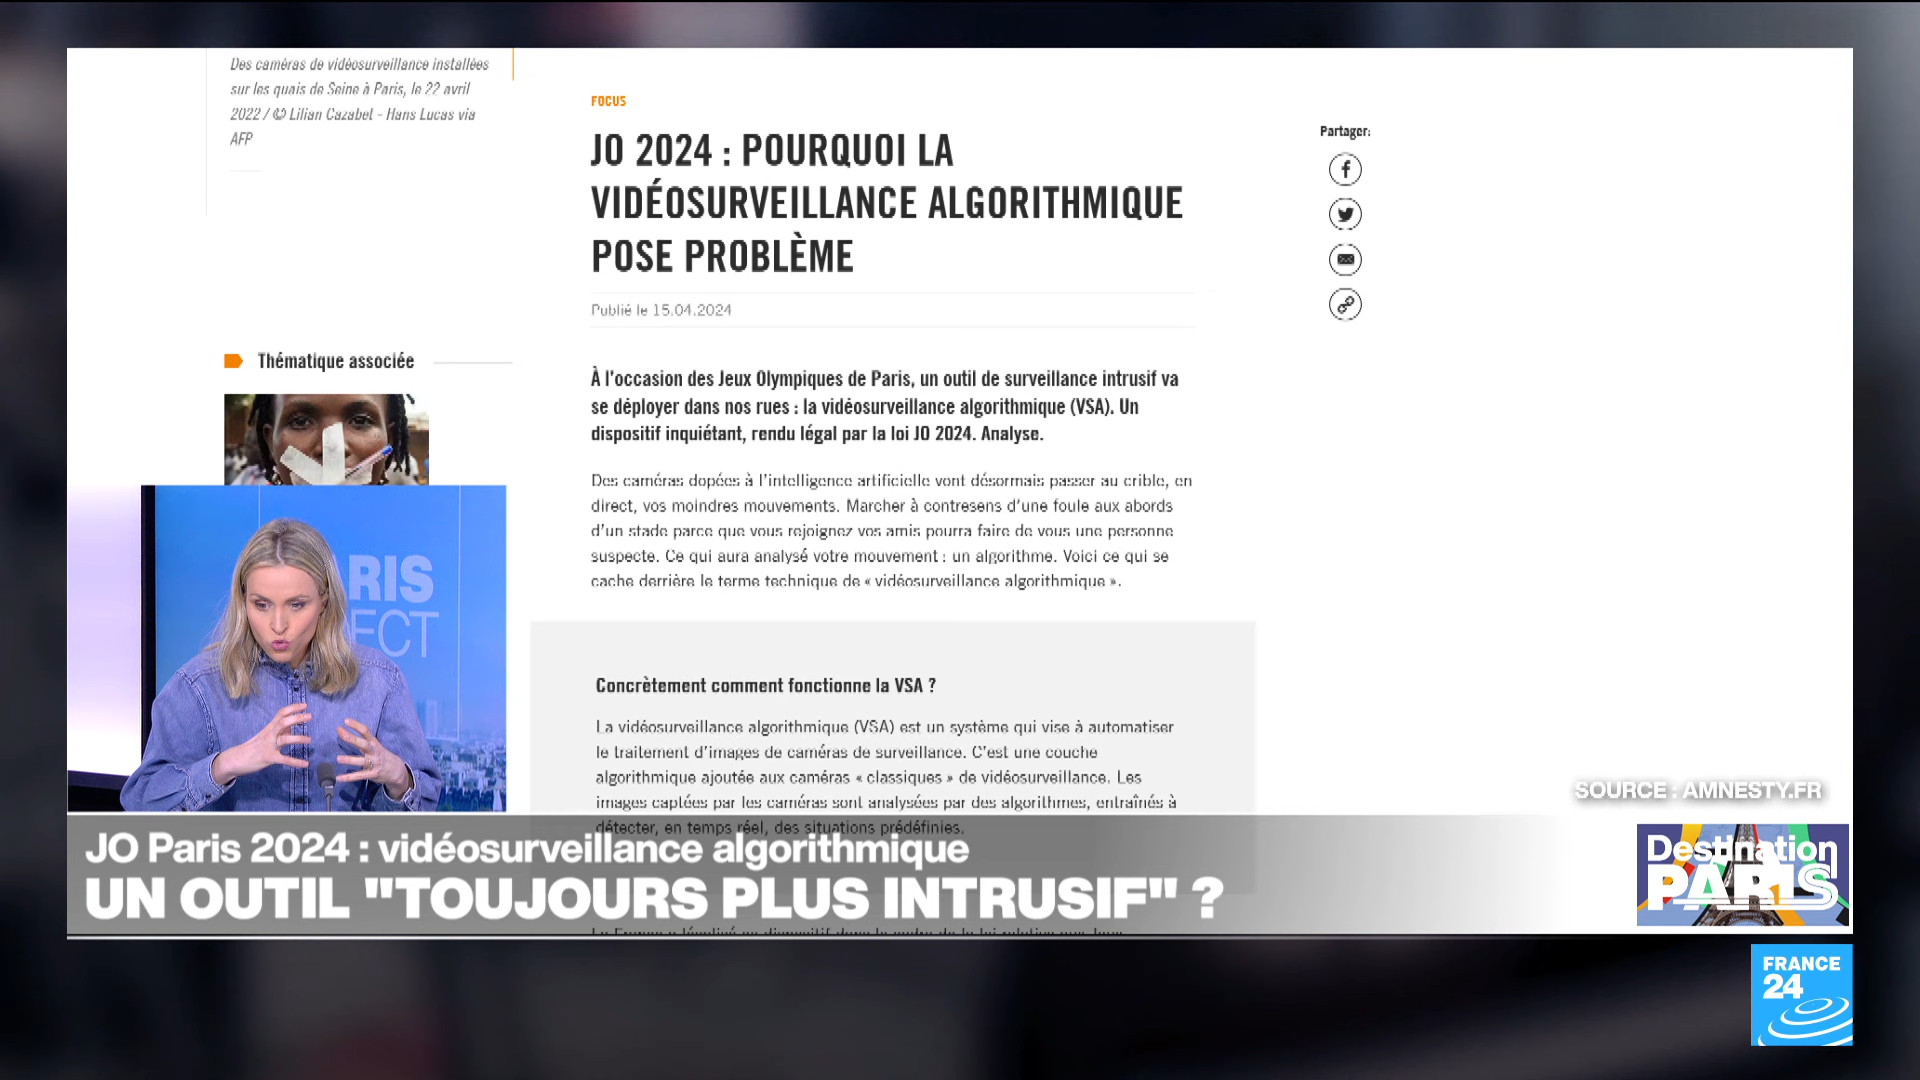 Des caméras de vidéosurveillance installées
sur les quais de Seine à Paris, le 22 avril
2022 / © Lilian Cazabet - Hans Lucas via
AFP
FOCUS
JO 2024 : POURQUOI LA
VIDÉOSURVEILLANCE ALGORITHMIQUE
POSE PROBLÈME
Publié le 15.04.2024
Partager:
Thématique associée
À l'occasion des Jeux Olympiques de Paris, un outil de surveillance intrusif va
se déployer dans nos rues : la vidéosurveillance algorithmique (VSA). Un
dispositif inquiétant, rendu légal par la loi JO 2024. Analyse.
Des caméras dopées à l'intelligence artificielle vont désormais passer au crible, en
direct, vos moindres mouvements. Marcher à contresens d'une foule aux abords
d'un stade parce que vous rejoignez vos amis pourra faire de vous une personne
suspecte. Ce qui aura analysé votre mouvement : un algorithme. Voici ce qui se
cache derrière le terme technique de « vidéosurveillance algorithmique ».
Concrètement comment fonctionne la VSA ?
La vidéosurveillance algorithmique (VSA) est un système qui vise à automatiser
le traitement d'images de caméras de surveillance. C'est une couche
algorithmique ajoutée aux caméras « classiques » de vidéosurveillance. Les
images captées par les caméras sont analysées par des algorithmes, entraînés à
détecter, en temps réel, des situations prédéfinies.
RIS
ECT
SOURCE : AMNESTY.FR
JO Paris 2024 : vidéosurveillance algorithmique
UN OUTIL "TOUJOURS PLUS INTRUSIF" ?
Destination
PARIS
FRANCE
24